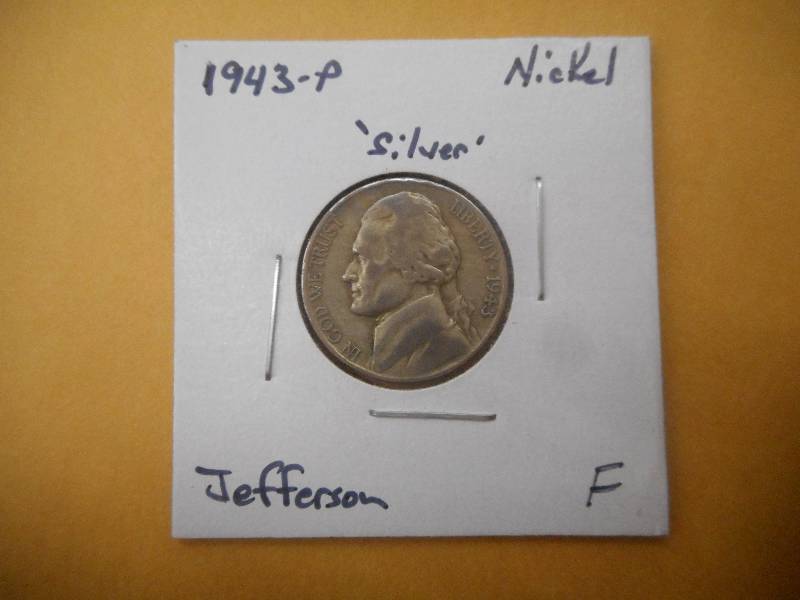 1943-P Nickel
'Silver'
IN GOD WE TRUST LIBERTY · 1943
Jefferson F